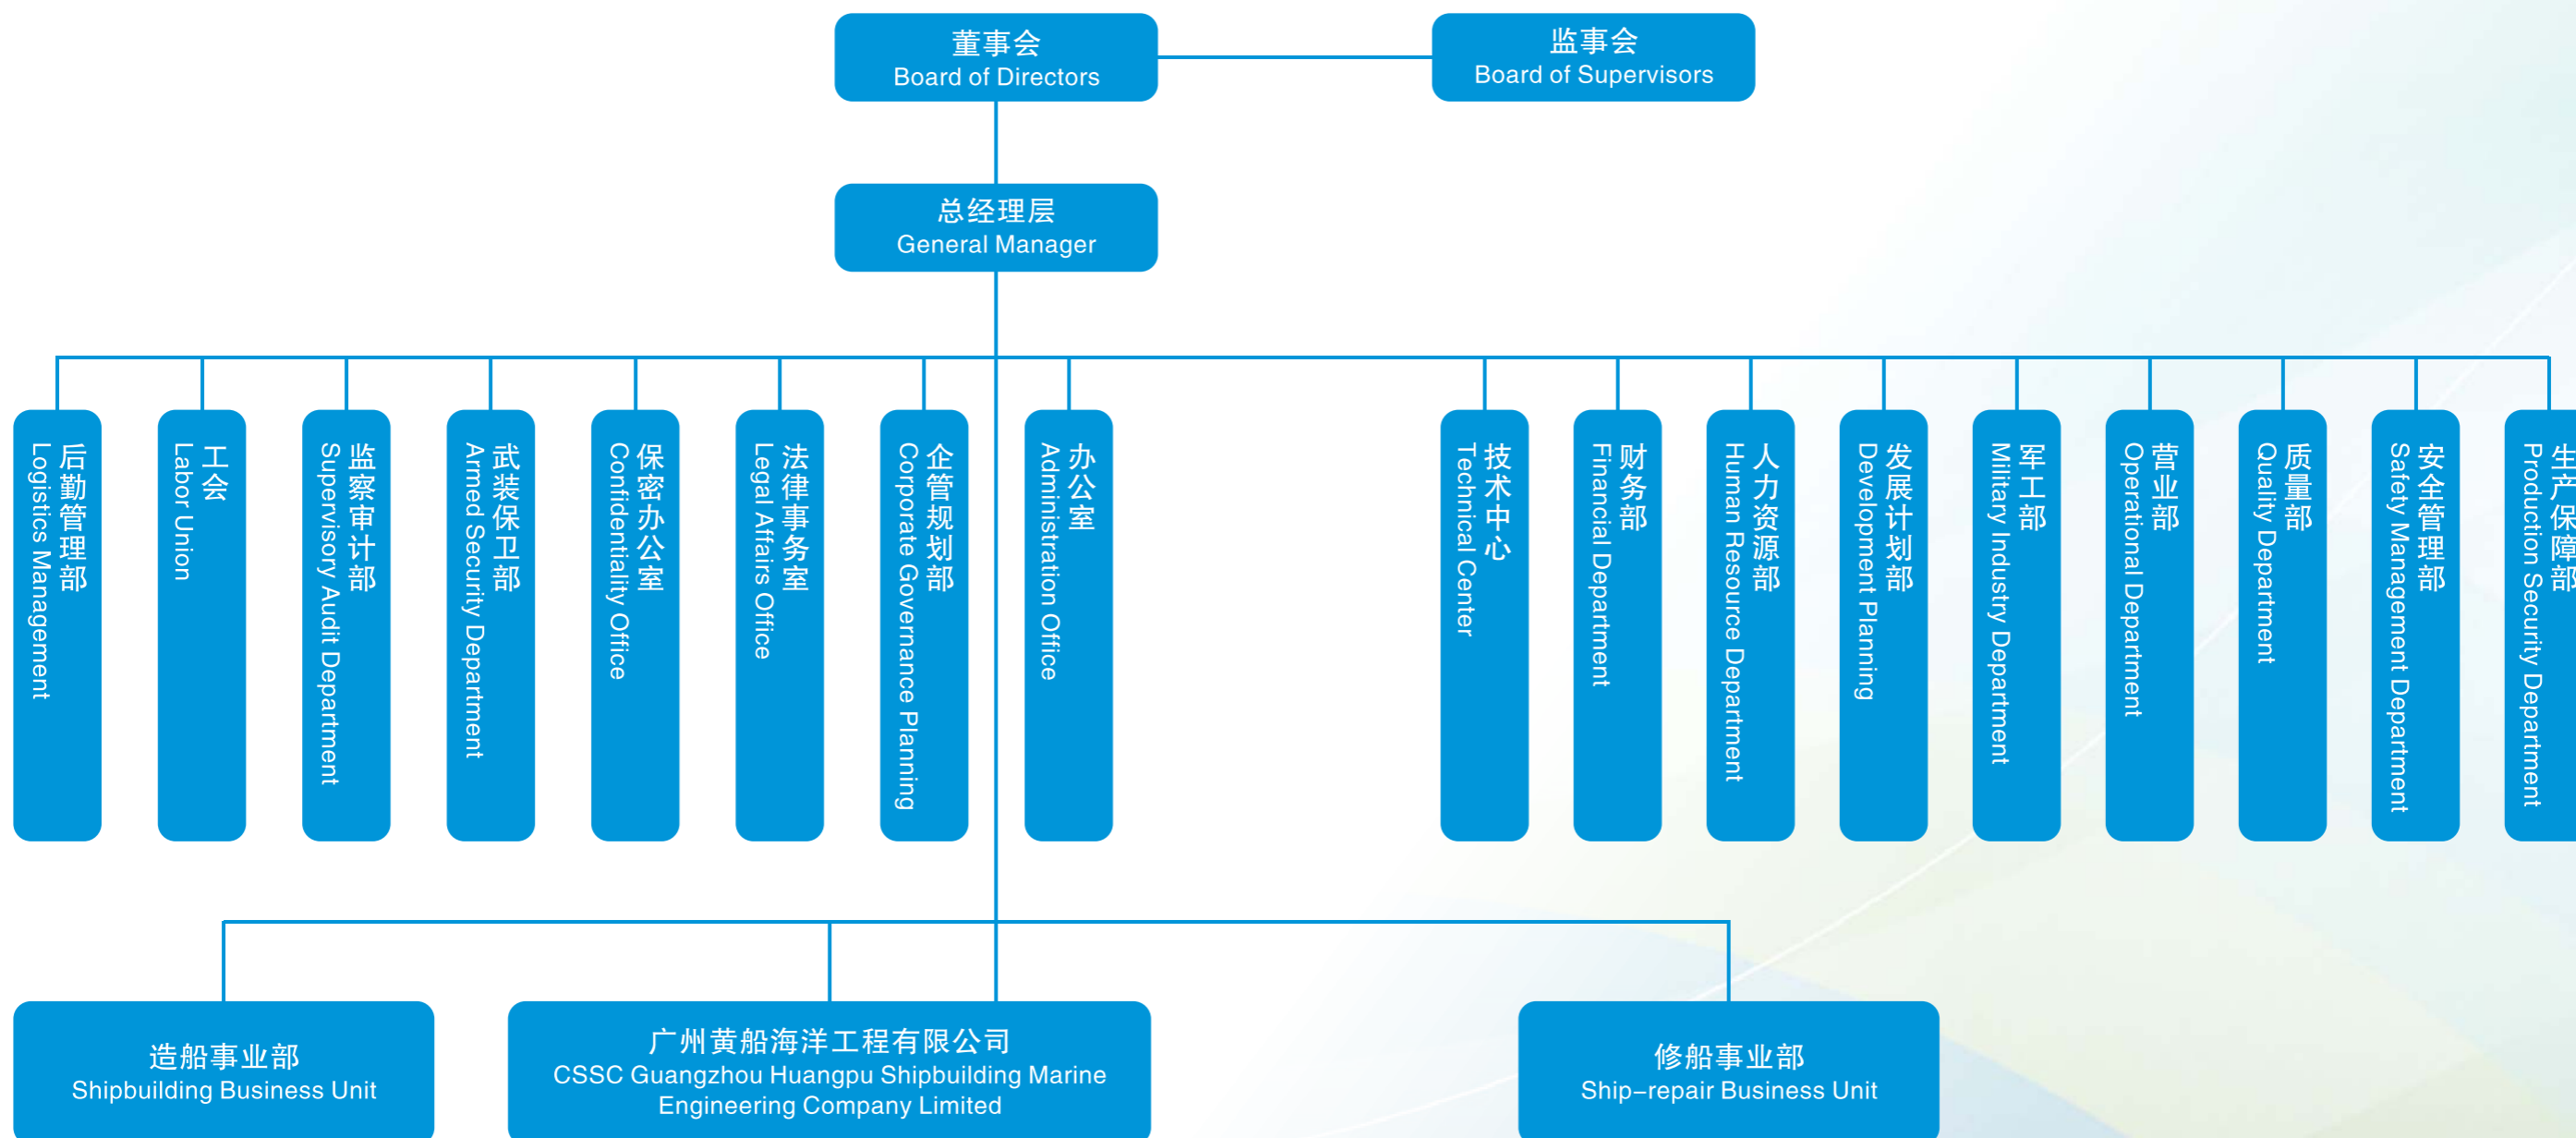 董事会
Board of Directors
监事会
Board of Supervisors
总经理层
General Manager
后勤管理部
Logistics Management
工会
Labor Union
监察审计部
Supervisory Audit Department
武装保卫部
Armed Security Department
保密办公室
Confidentiality Office
法律事务室
Legal Affairs Office
企管规划部
Corporate Governance Planning
办公室
Administration Office
技术中心
Technical Center
财务部
Financial Department
人力资源部
Human Resource Department
发展计划部
Development Planning
军工部
Military Industry Department
营业部
Operational Department
质量部
Quality Department
安全管理部
Safety Management Department
生产保障部
Production Security Department
造船事业部
Shipbuilding Business Unit
广州黄船海洋工程有限公司
CSSC Guangzhou Huangpu Shipbuilding Marine
Engineering Company Limited
修船事业部
Ship–repair Business Unit